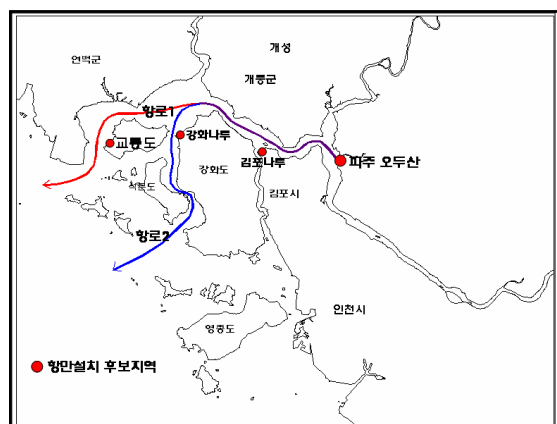 개성
연백군
개풍군
항로1
강화나루
교동도
김포나루
파주 오두산
강화도
석모도
김포시
항로2
인천시
영종도
항만설치 후보지역